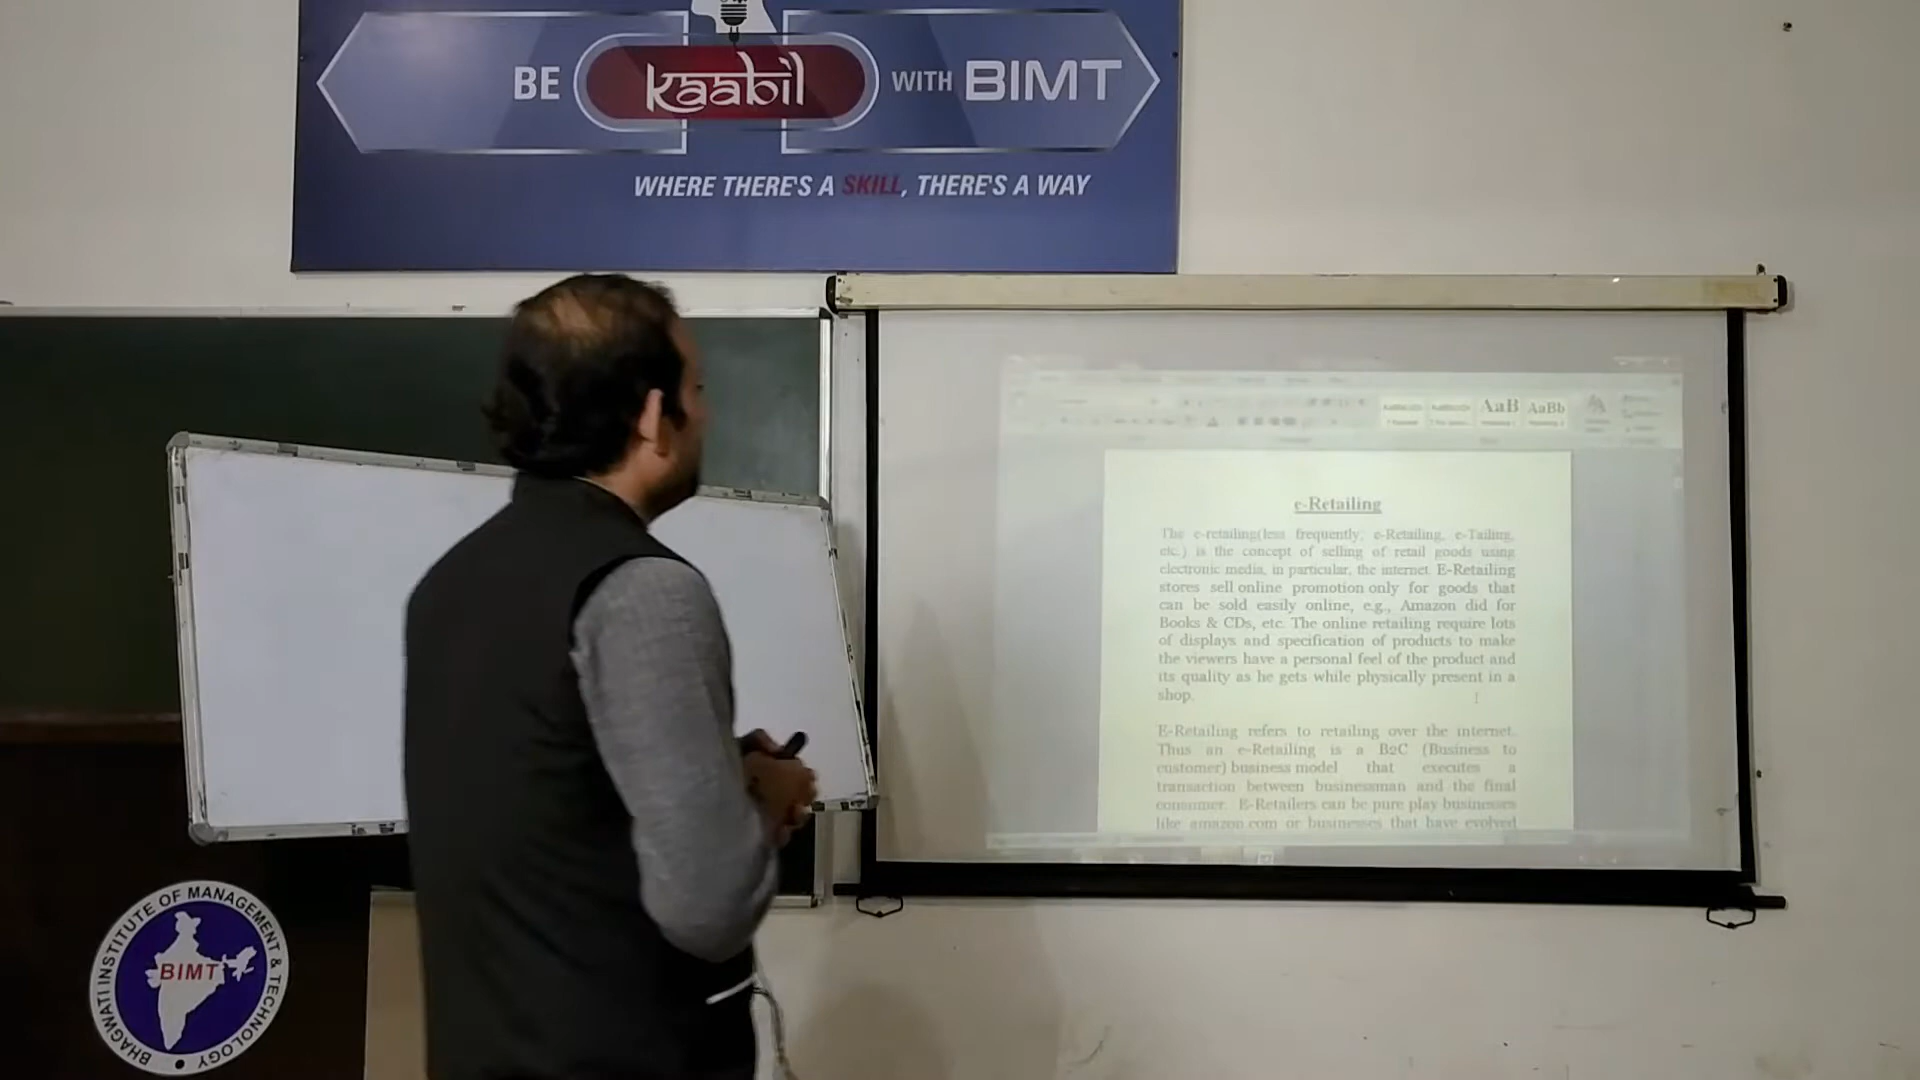 BE kaabil WITH BIMT
WHERE THERE'S A SKILL, THERE'S A WAY
AaB AaBb
e-Retailing
The e-retailing(less frequently, e-Retailing, e-Tailing,
etc.) is the concept of selling of retail goods using
electronic media, in particular, the internet. E-Retailing
stores sell online promotion only for goods that
can be sold easily online, e.g., Amazon did for
Books & CDs, etc. The online retailing require lots
of displays and specification of products to make
the viewers have a personal feel of the product and
its quality as he gets while physically present in a
shop.
E-Retailing refers to retailing over the internet.
Thus an e-Retailing is a B2C (Business to
customer) business model that executes a
transaction between businessman and the final
consumer. E-Retailers can be pure play businesses
like amazon.com or businesses that have evolved
BHAGWATI INSTITUTE OF MANAGEMENT & TECHNOLOGY
BIMT